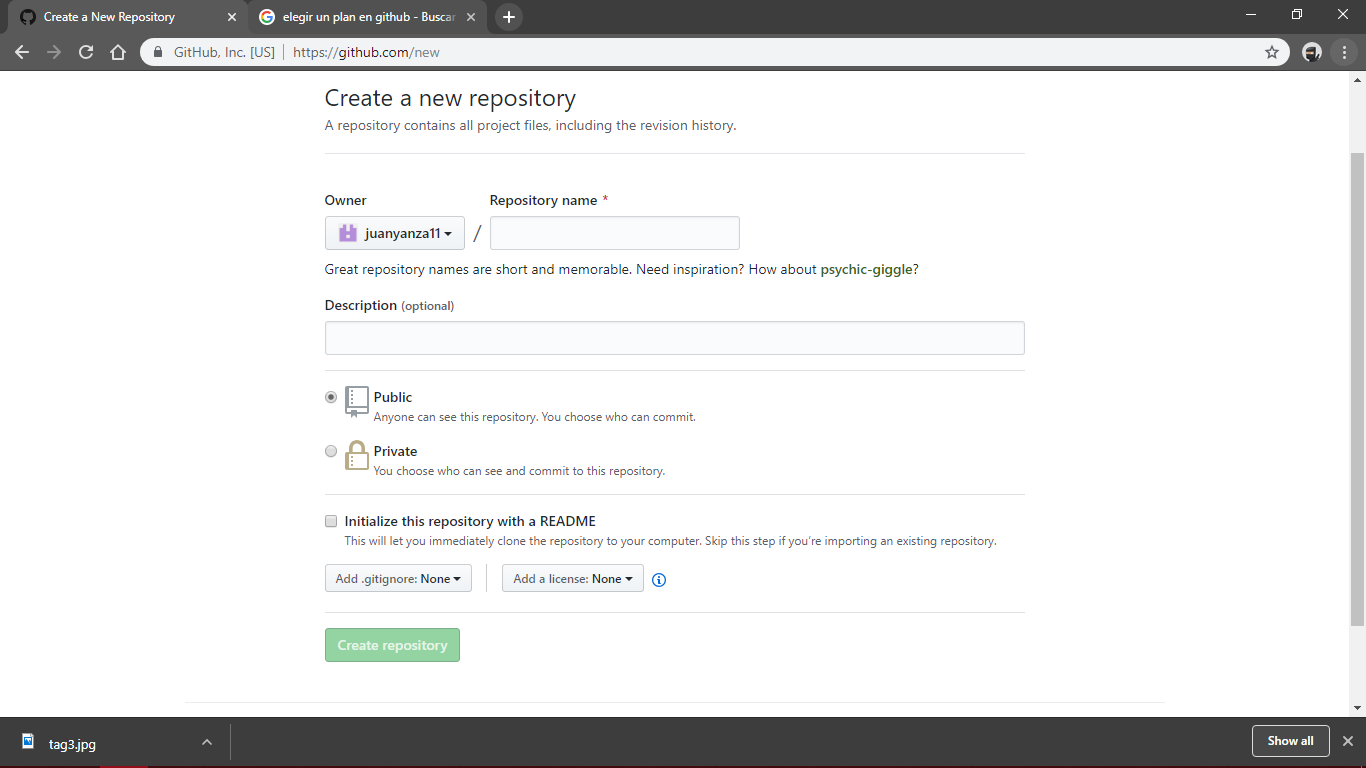 Create a New Repository
elegir un plan en github - Buscar
GitHub, Inc. [US] | https://github.com/new
Create a new repository
A repository contains all project files, including the revision history.
Owner
Repository name *
juanyanza11 /
Great repository names are short and memorable. Need inspiration? How about psychic-giggle?
Description (optional)
Public
Anyone can see this repository. You choose who can commit.
Private
You choose who can see and commit to this repository.
Initialize this repository with a README
This will let you immediately clone the repository to your computer. Skip this step if you're importing an existing repository.
Add .gitignore: None
Add a license: None
Create repository
tag3.jpg
Show all